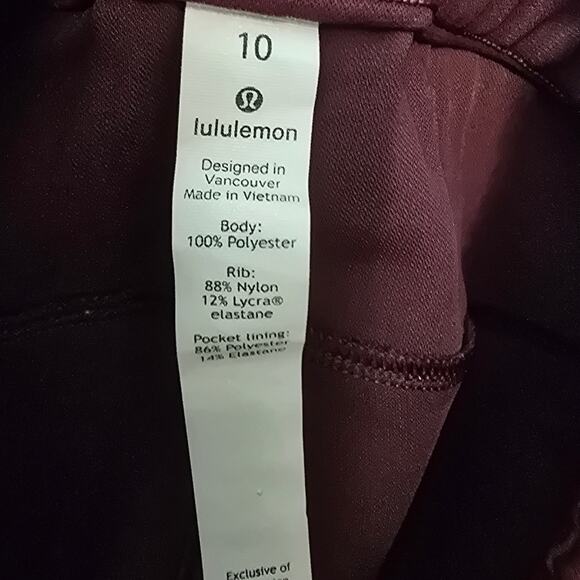 10
lululemon
Designed in
Vancouver
Made in Vietnam
Body:
100% Polyester
Rib:
88% Nylon
12% Lycra®
elastane
Pocket lining:
86% Polyester
14% Elastane
Exclusive of